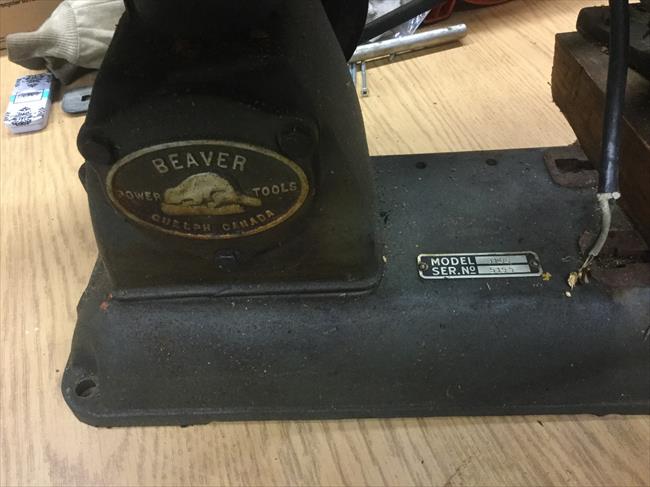 BEAVER
POWER TOOLS
GUELPH CANADA
MODEL
SER.NO